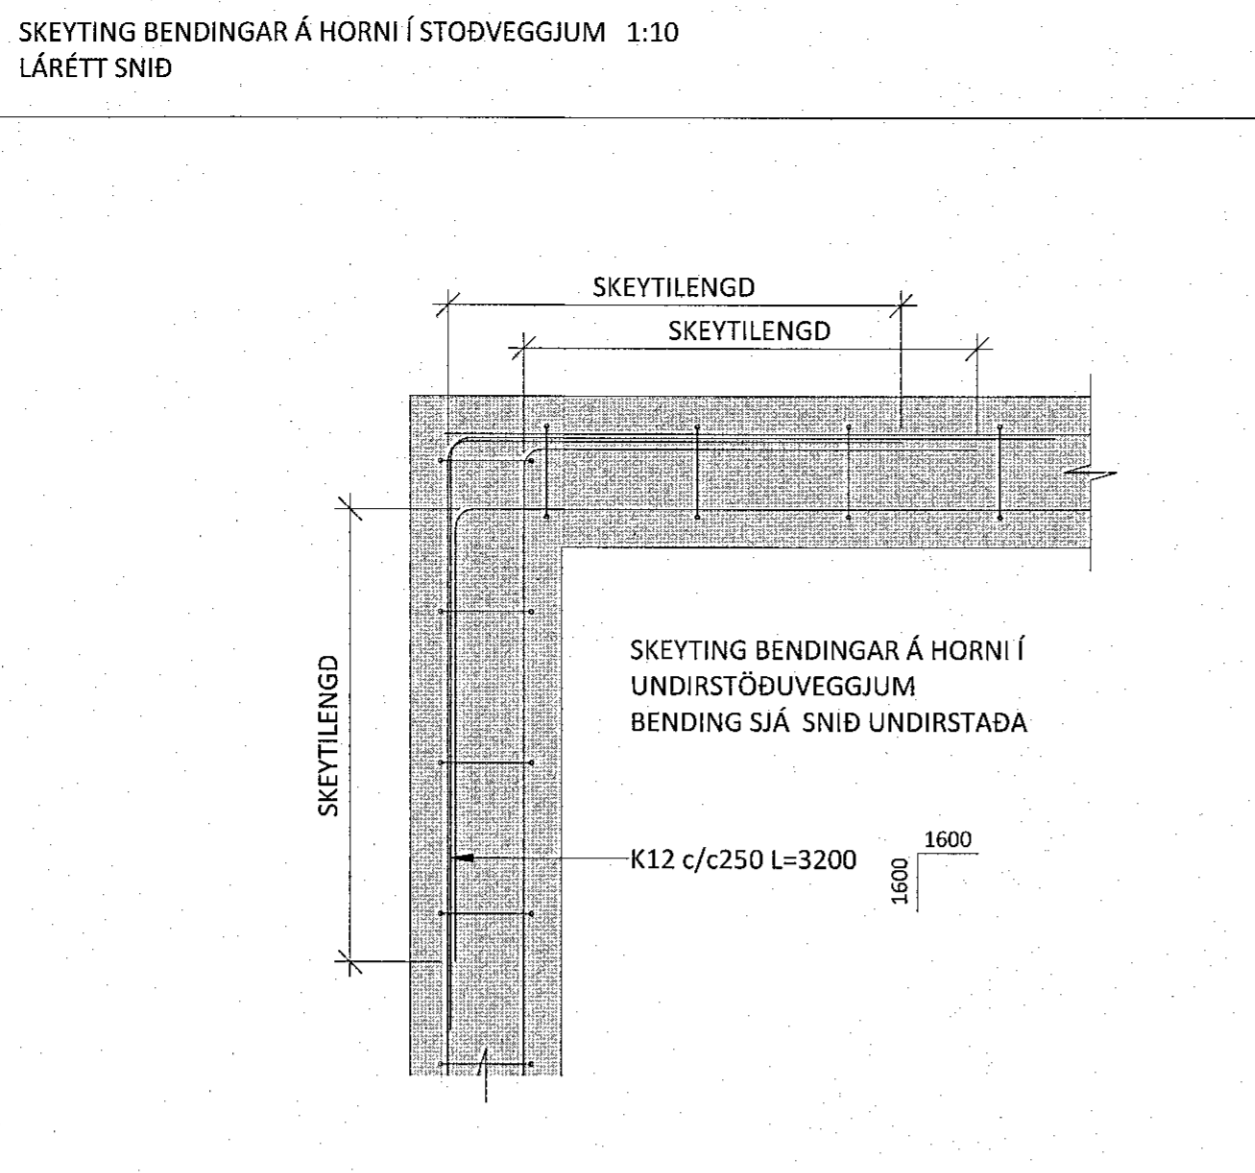 SKEYTING BENDINGAR Á HORNI Í STOÐVEGGJUM 1:10
LÁRÉTT SNIÐ
SKEYTILENGD
SKEYTILENGD
SKEYTILENGD
SKEYTING BENDINGAR Á HORNI Í
UNDIRSTÖÐUVEGGJUM
BENDING SJÁ SNIÐ UNDIRSTAÐA
K12 c/c250 L=3200
1600
1600